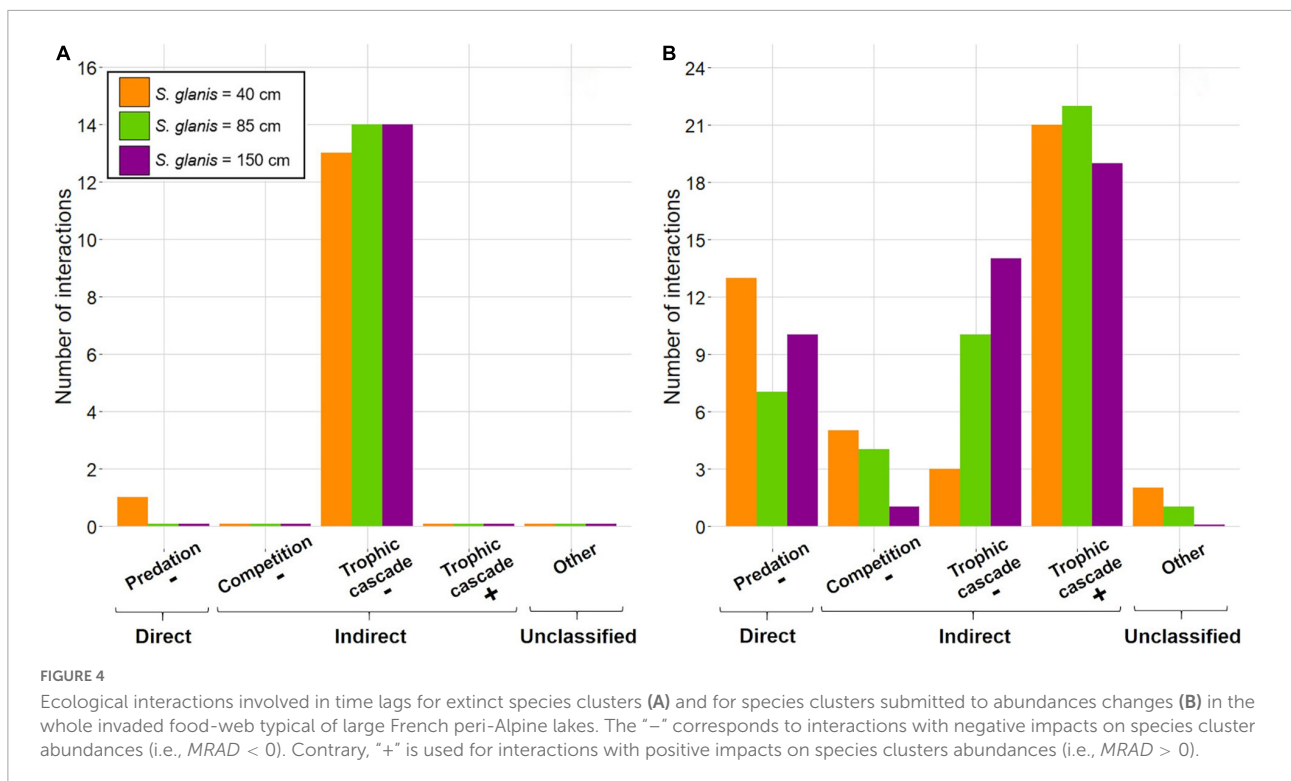 A
16
14
12
10
8
6
4
2
0
Number of interactions
S. glanis = 40 cm
S. glanis = 85 cm
S. glanis = 150 cm
Predation
-
Competition
-
Trophic
cascade
-
Trophic
cascade
+
Other
Direct
Indirect
Unclassified
B
24
21
18
15
12
9
6
3
0
Number of interactions
Predation
-
Competition
-
Trophic
cascade
-
Trophic
cascade
+
Other
Direct
Indirect
Unclassified
FIGURE 4
Ecological interactions involved in time lags for extinct species clusters (A) and for species clusters submitted to abundances changes (B) in the
whole invaded food-web typical of large French peri-Alpine lakes. The “–” corresponds to interactions with negative impacts on species cluster
abundances (i.e., MRAD < 0). Contrary, “+” is used for interactions with positive impacts on species clusters abundances (i.e., MRAD > 0).